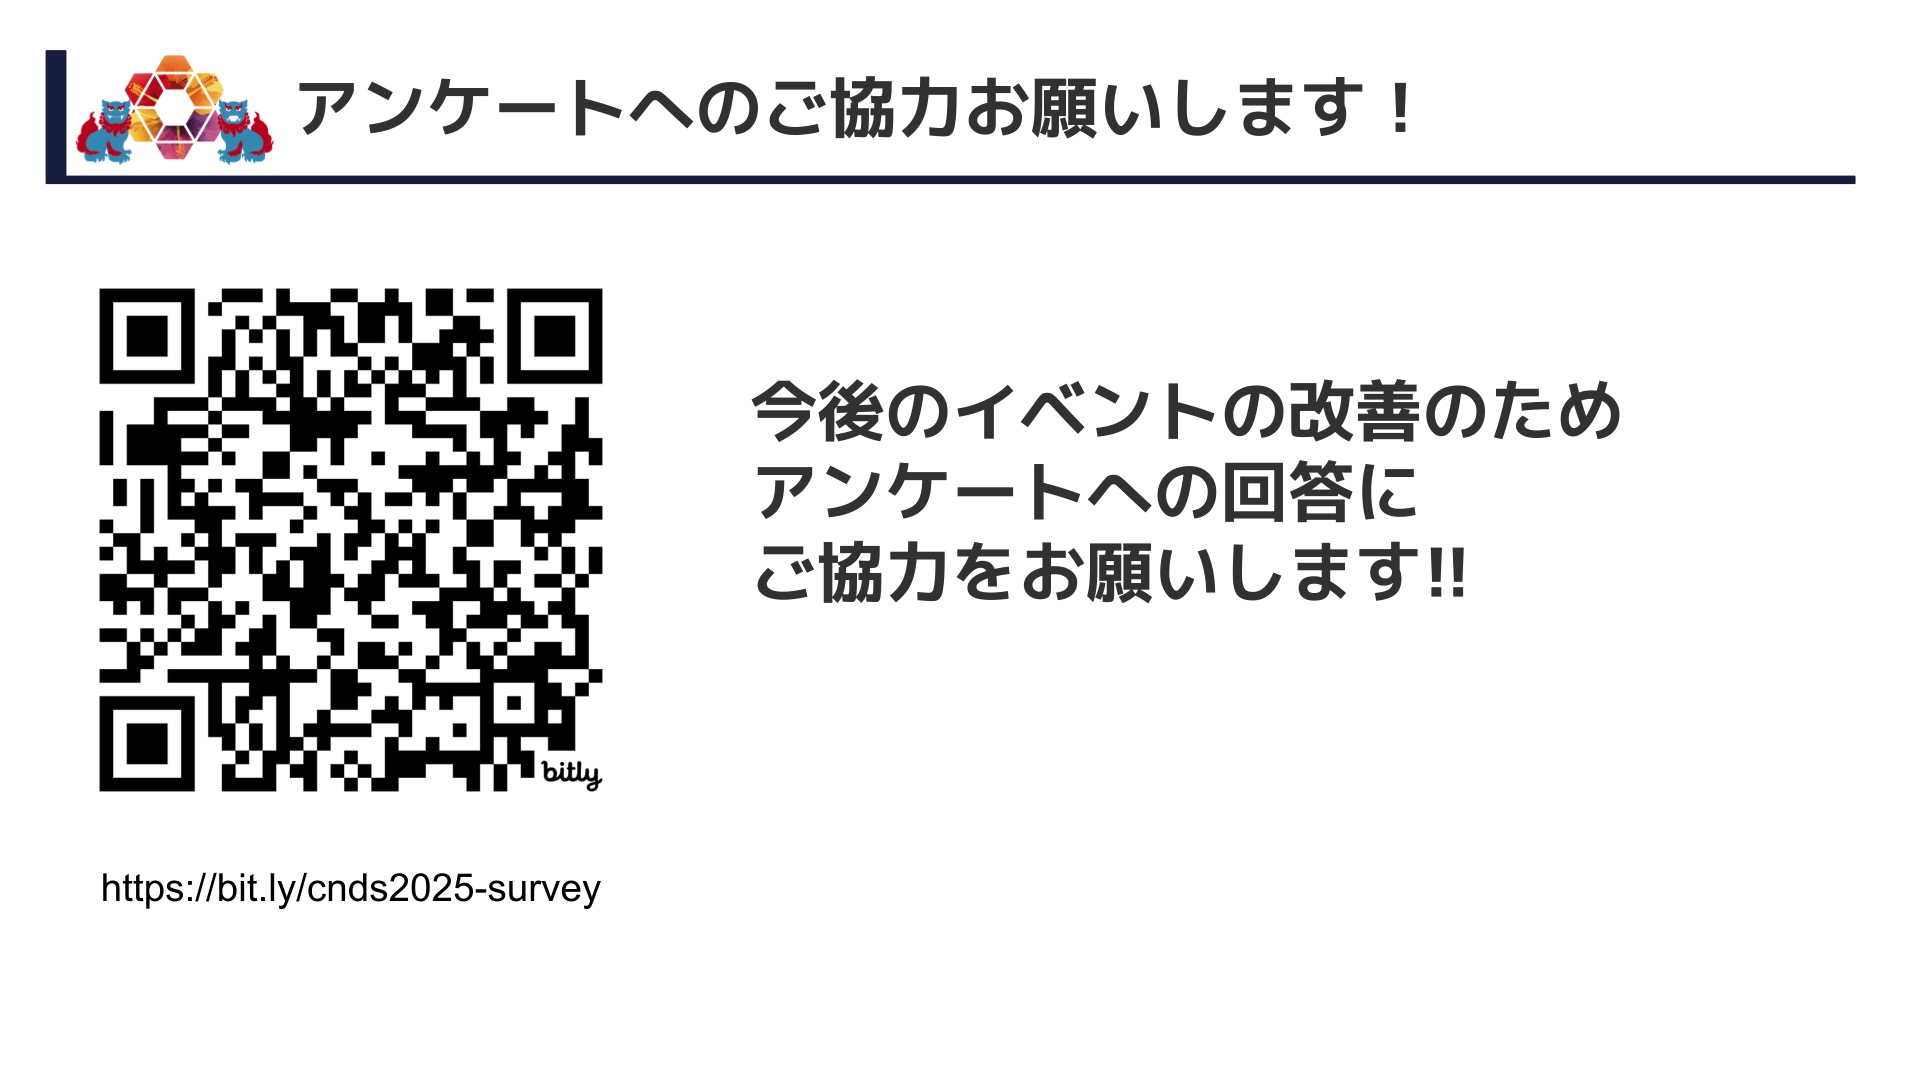 アンケートへのご協力お願いします！
今後のイベントの改善のため
アンケートへの回答に
ご協力をお願いします!!
bitly
https://bit.ly/cnds2025-survey